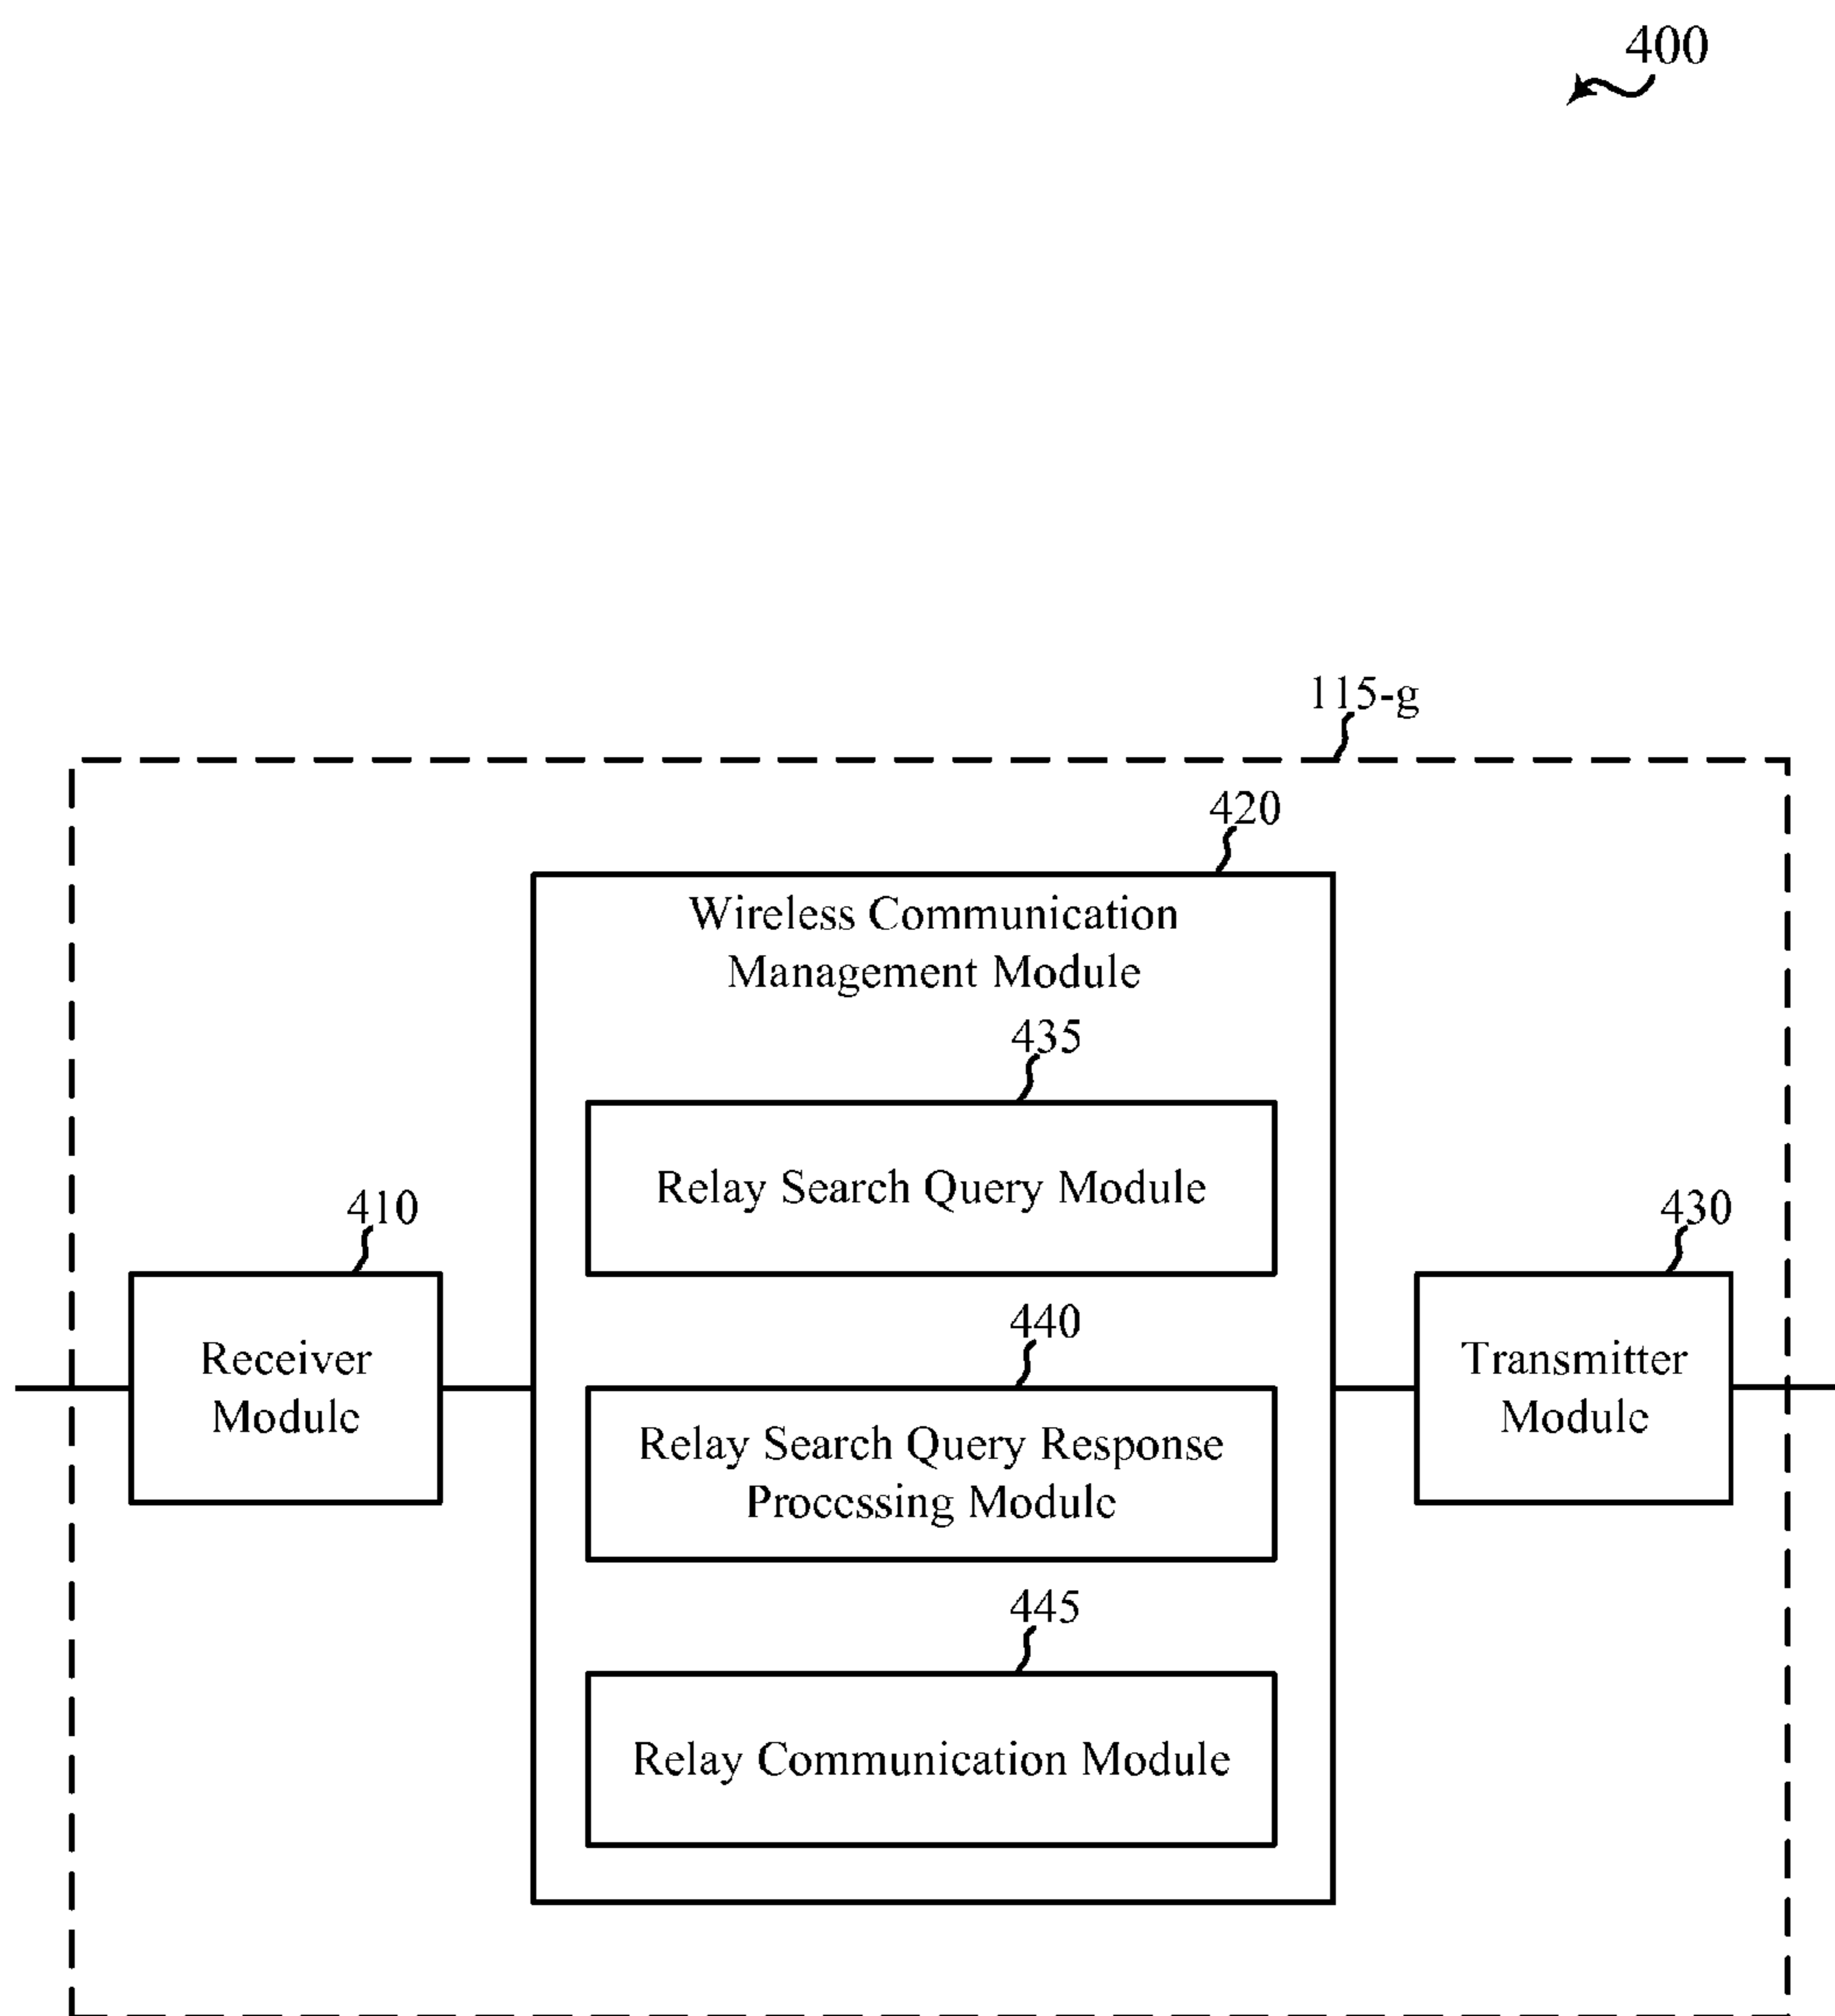 400
115-g
420
Wireless Communication
Management Module
435
Relay Search Query Module
410
430
Receiver
Module
440
Transmitter
Module
Relay Search Query Response
Processing Module
445
Relay Communication Module